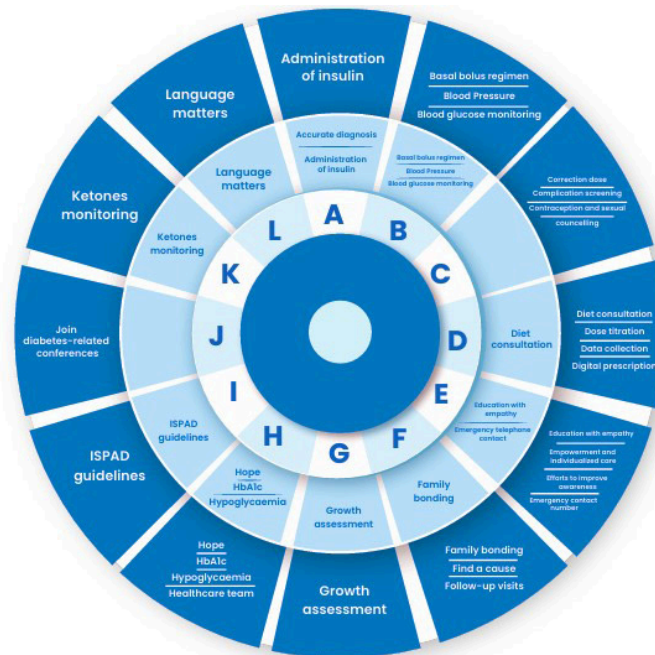 Administration
of insulin
Basal bolus regimen
Blood Pressure
Blood glucose monitoring
Correction dose
Complication screening
Contraception and sexual
councelling
Diet consultation
Dose titration
Data collection
Digital prescription
Education with empathy
Empowerment and
individualised care
Efforts to improve
awareness
Emergency contact
number
Family bonding
Find a cause
Follow-up visits
Growth
assessment
Hope
HbA1c
Hypoglycaemia
Healthcare team
ISPAD
guidelines
Join
diabetes-related
conferences
Ketones
monitoring
Language
matters
Accurate diagnosis
Administration
of insulin
Basal bolus regimen
Blood Pressure
Blood glucose monitoring
Diet
consultation
Education with
empathy
Emergency telephone
contact
Family
bonding
Growth
assessment
Hope
HbA1c
Hypoglycaemia
ISPAD
guidelines
Ketones
monitoring
Language
matters
A
B
C
D
E
F
G
H
I
J
K
L